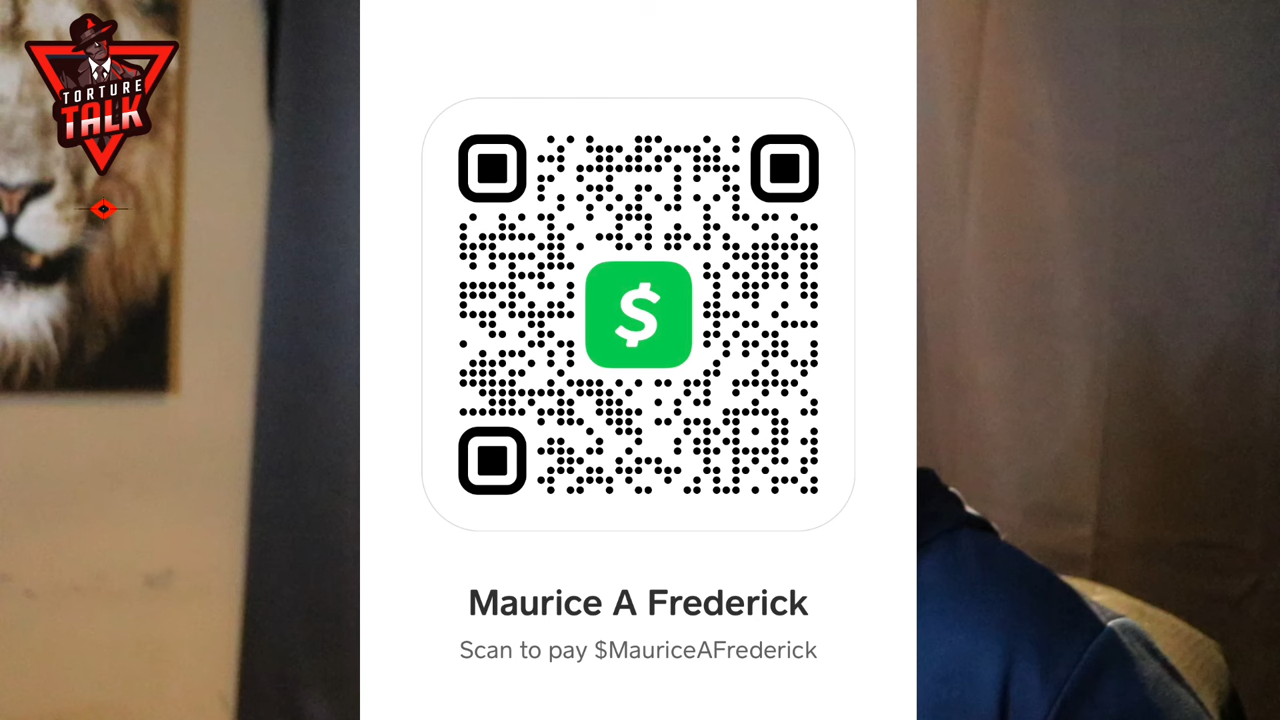 TORTURE
TALK
$
Maurice A Frederick
Scan to pay $MauriceAFrederick